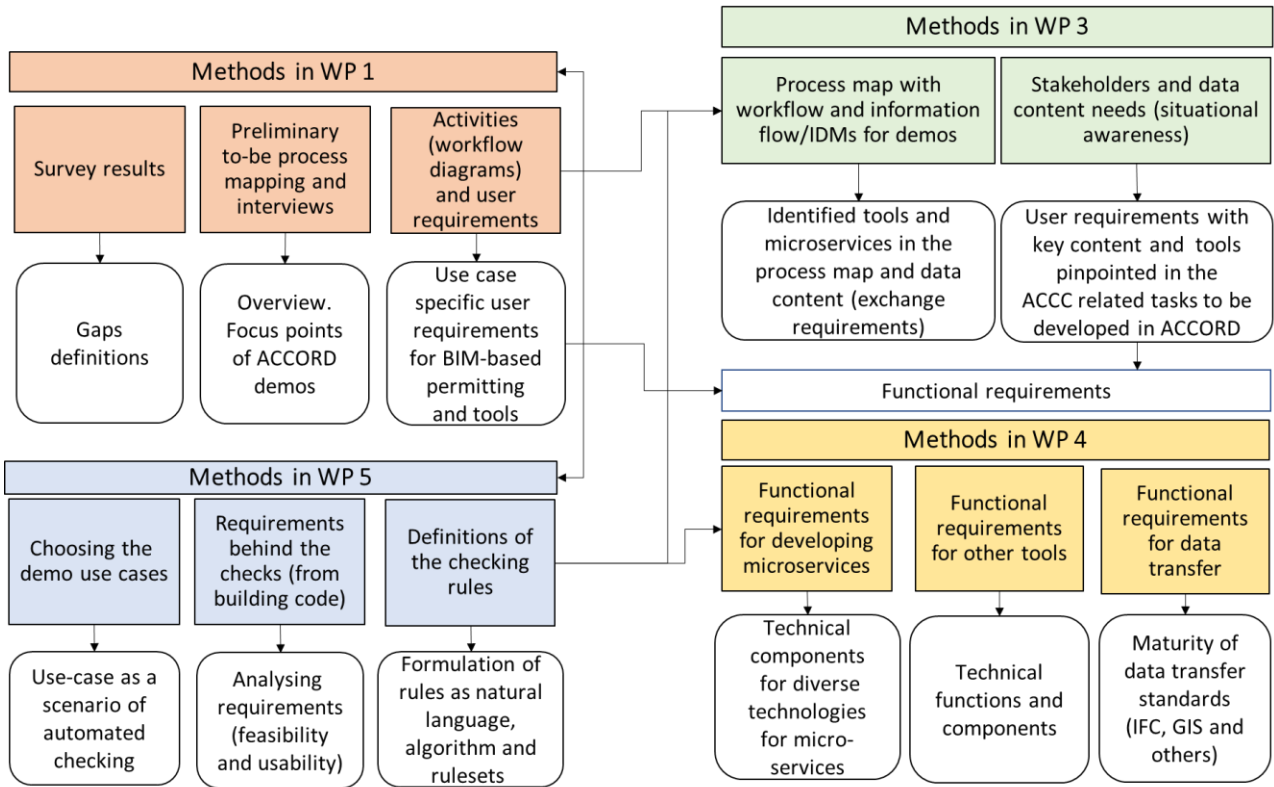 Methods in WP 1
Survey results
Preliminary
to-be process
mapping and
interviews
Activities
(workflow
diagrams)
and user
requirements
Gaps
definitions
Overview.
Focus points
of ACCORD
demos
Use case
specific user
requirements
for BIM-based
permitting
and tools
Methods in WP 3
Process map with
workflow and information
flow/IDMs for demos
Stakeholders and data
content needs (situational
awareness)
Identified tools and
microservices in the
process map and data
content (exchange
requirements)
User requirements with
key content and tools
pinpointed in the
ACCC related tasks to be
developed in ACCORD
Functional requirements
Methods in WP 5
Choosing the
demo use cases
Requirements
behind the
checks (from
building code)
Definitions of
the checking
rules
Use-case as a
scenario of
automated
checking
Analysing
requirements
(feasibility
and usability)
Formulation of
rules as natural
language,
algorithm and
rulesets
Methods in WP 4
Functional
requirements
for developing
microservices
Functional
requirements
for other tools
Functional
requirements
for data
transfer
Technical
components
for diverse
technologies
for micro-
services
Technical
functions and
components
Maturity of
data transfer
standards
(IFC, GIS and
others)